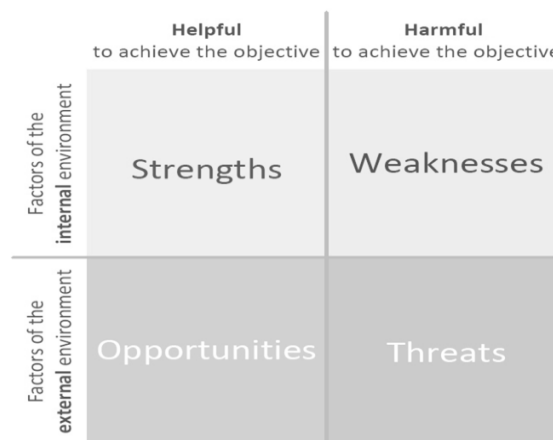 Helpful
to achieve the objective
Harmful
to achieve the objective
Factors of the
internal environment
Strengths
Weaknesses
Factors of the
external environment
Opportunities
Threats